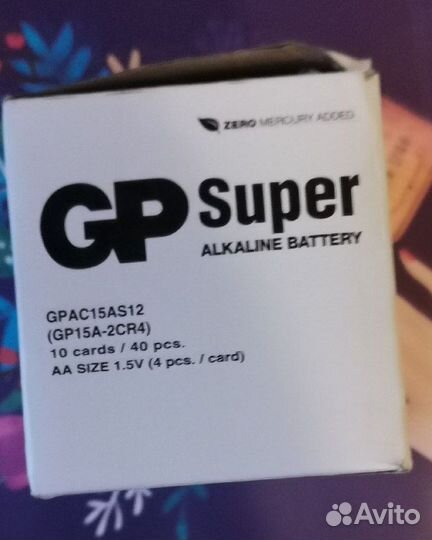 ZERO MERCURY ADDED
GP Super
ALKALINE BATTERY
GPAC15AS12
(GP15A-2CR4)
10 cards / 40 pcs.
AA SIZE 1.5V (4 pcs. / card)
Avito